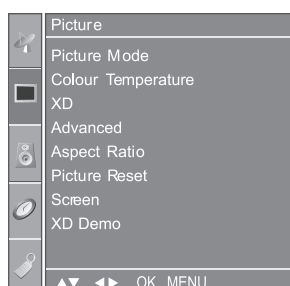 Picture
Picture Mode
Colour Temperature
XD
Advanced
Aspect Ratio
Picture Reset
Screen
XD Demo
▲▼ ◀▶ OK MENU